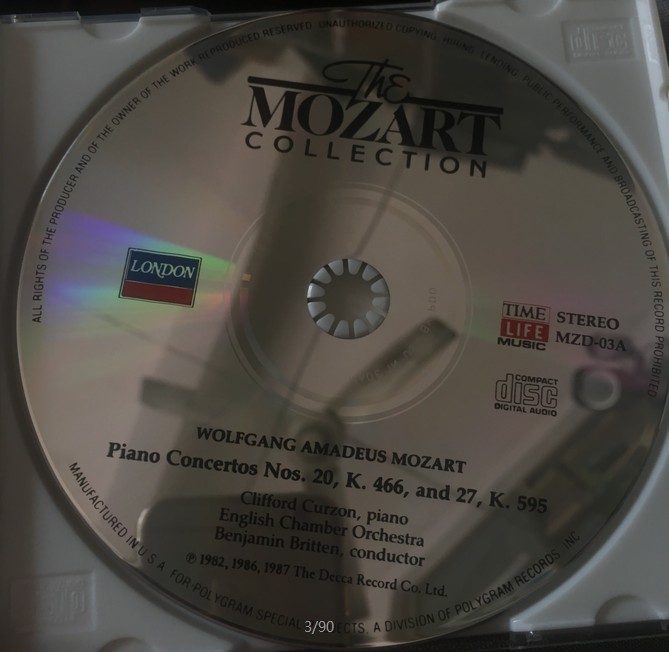 ALL RIGHTS OF THE PRODUCER AND OF THE OWNER OF THE WORK REPRODUCED RESERVED. UNAUTHORIZED COPYING, HIRING, LENDING, PUBLIC PERFORMANCE AND BROADCASTING OF THIS RECORD PROHIBITED
The
MOZART
COLLECTION
LONDON
TIME
LIFE
MUSIC
STEREO
MZD-03A
COMPACT
disc
DIGITAL AUDIO
WOLFGANG AMADEUS MOZART
Piano Concertos Nos. 20, K. 466, and 27, K. 595
Clifford Curzon, piano
English Chamber Orchestra
Benjamin Britten, conductor
℗ 1982, 1986, 1987 The Decca Record Co. Ltd.
MANUFACTURED IN U.S.A. FOR POLYGRAM SPECIAL A DIVISION OF POLYGRAM RECORDS, INC
3/90